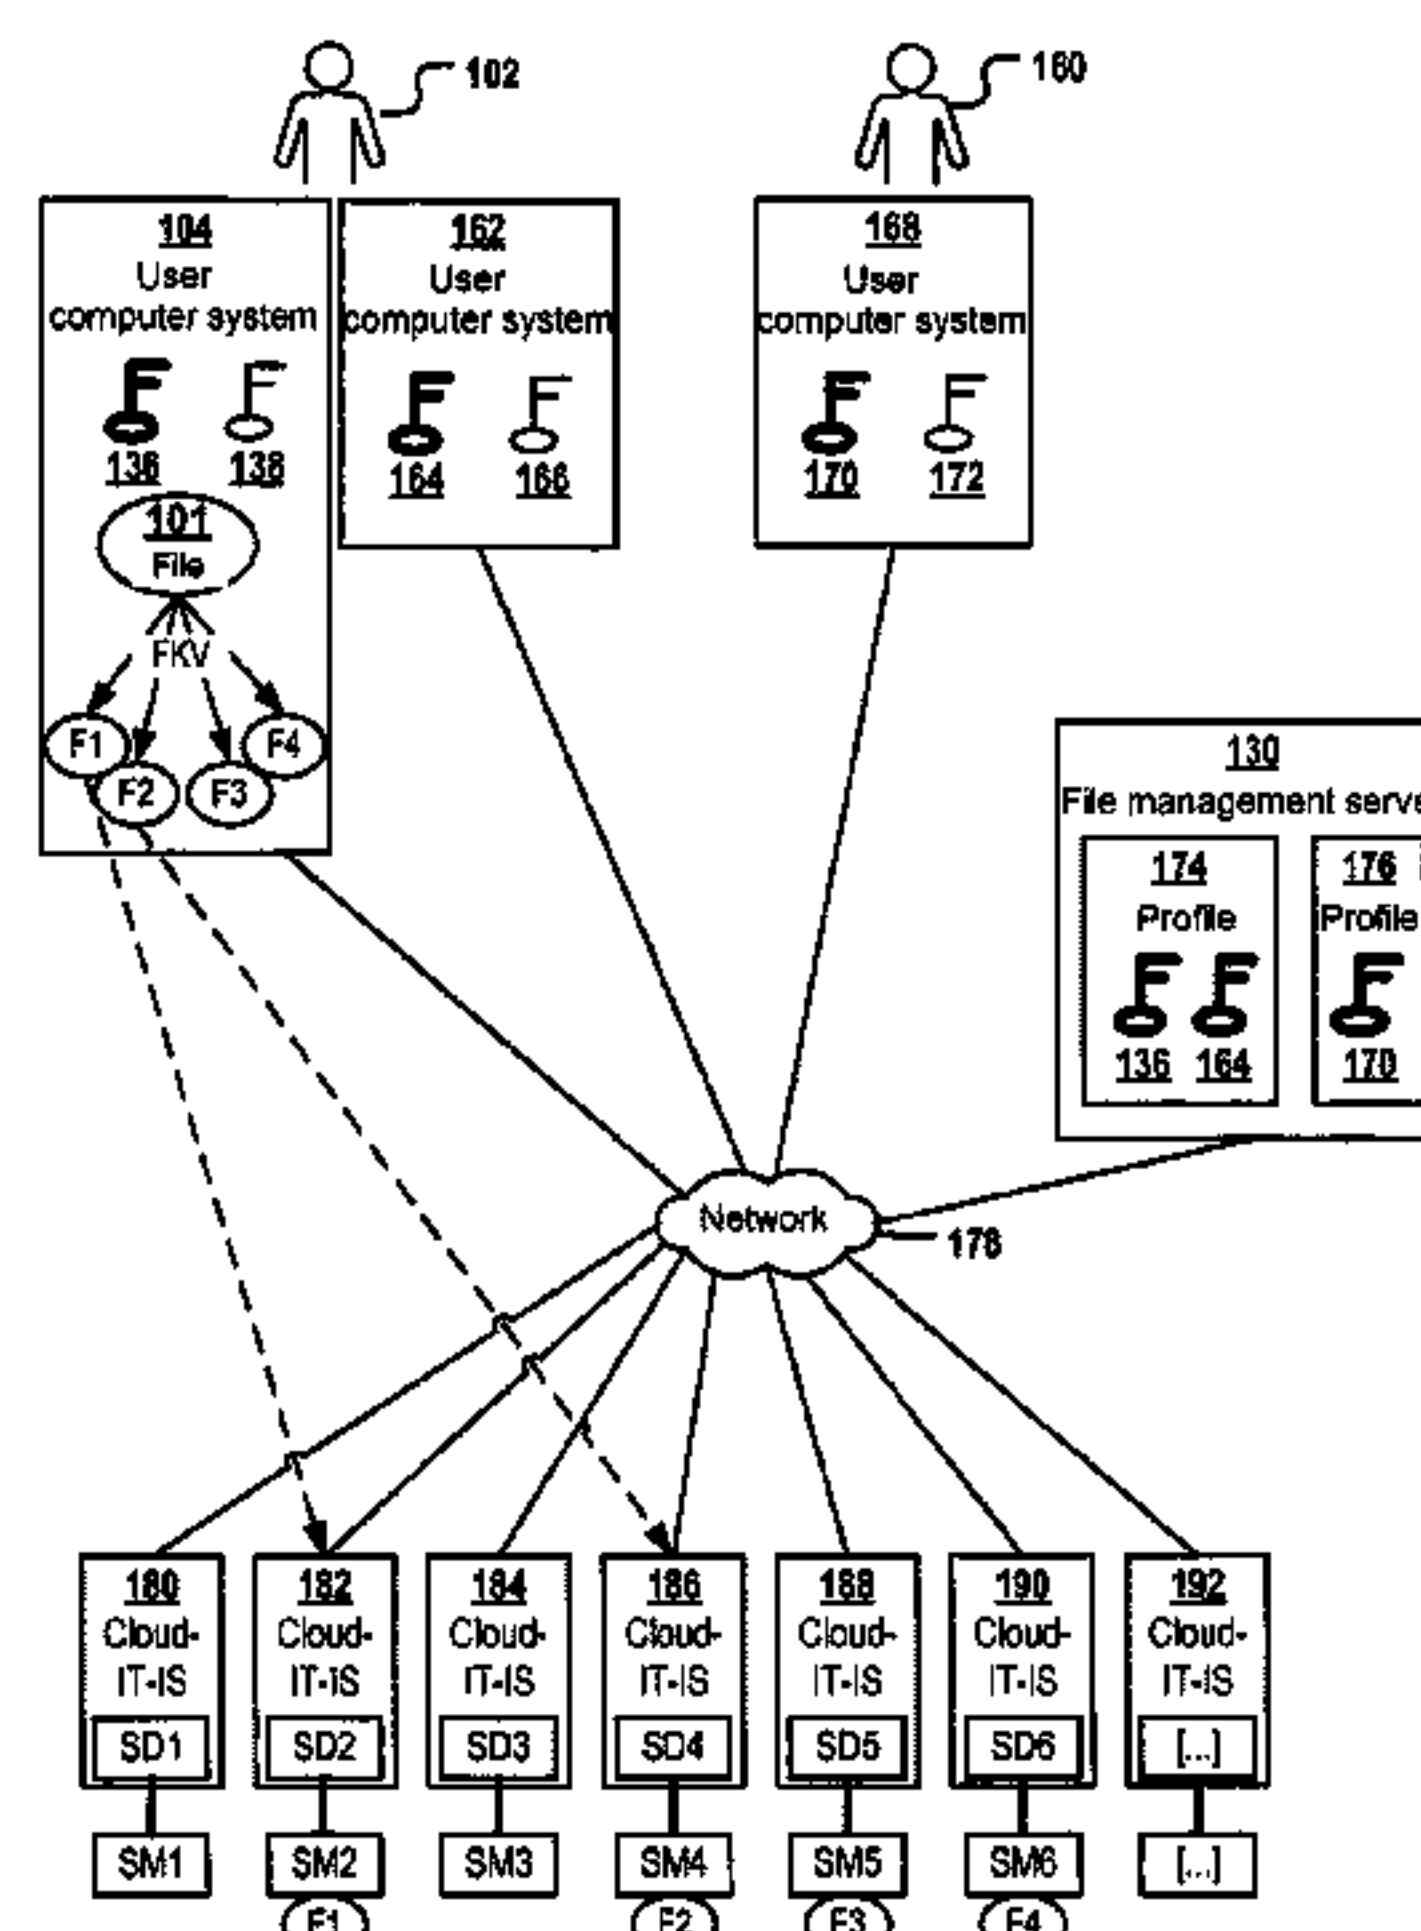 102
160
104
User
computer system
136
138
101
File
FKV
F1
F2
F3
F4
162
User
computer system
164
166
168
User
computer system
170
172
130
File management serve
174
Profile
136
164
176
Profile
170
Network
178
180
Cloud-
IT-IS
SD1
SM1
182
Cloud-
IT-IS
SD2
SM2
F1
184
Cloud-
IT-IS
SD3
SM3
186
Cloud-
IT-IS
SD4
SM4
F2
188
Cloud-
IT-IS
SD5
SM5
F3
190
Cloud-
IT-IS
SD6
SM6
F4
192
Cloud-
IT-IS
[...]
[...]